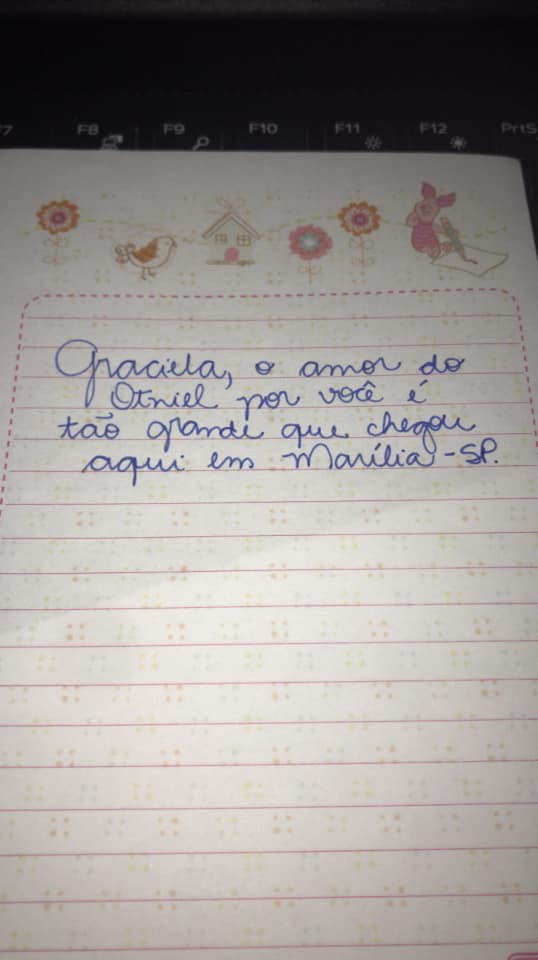 F7 F8 F9 F10 F11 F12 PrtS
Graciela, o amor do
Otniel por você é
tão grande que chegou
aqui em Marília-SP.